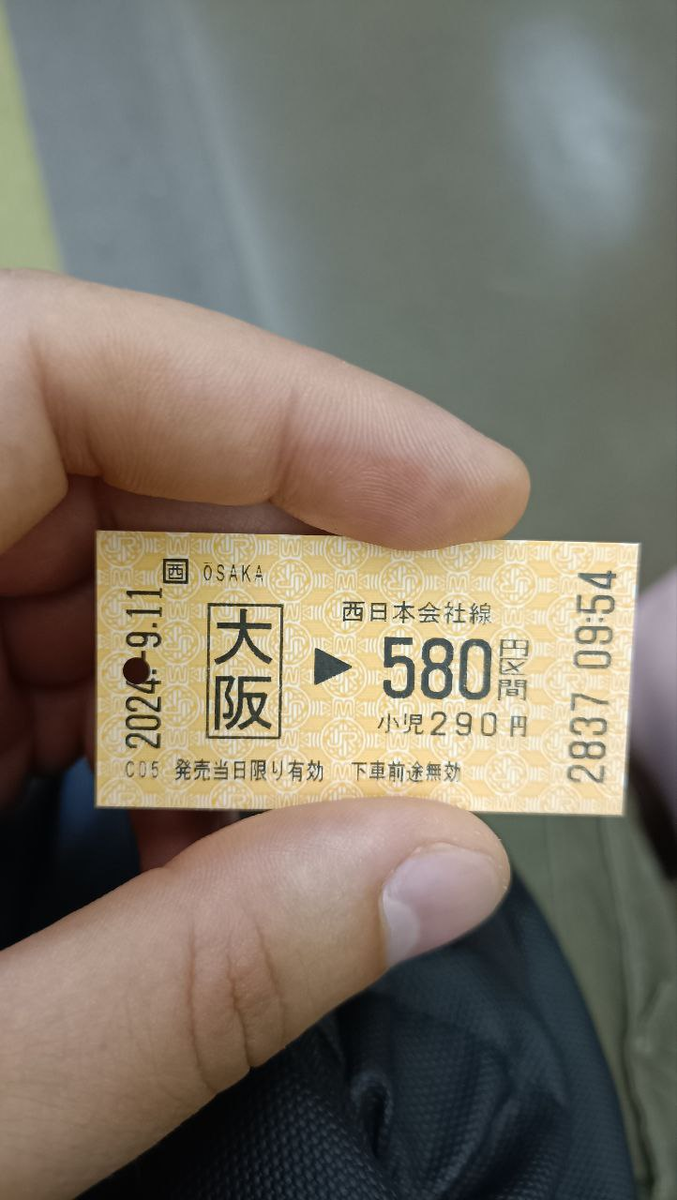 西 ŌSAKA
2024.-9.11
大阪
▶
西日本会社線
580円区間
小児290円
C05 発売当日限り有効 下車前途無効
2837 09:54